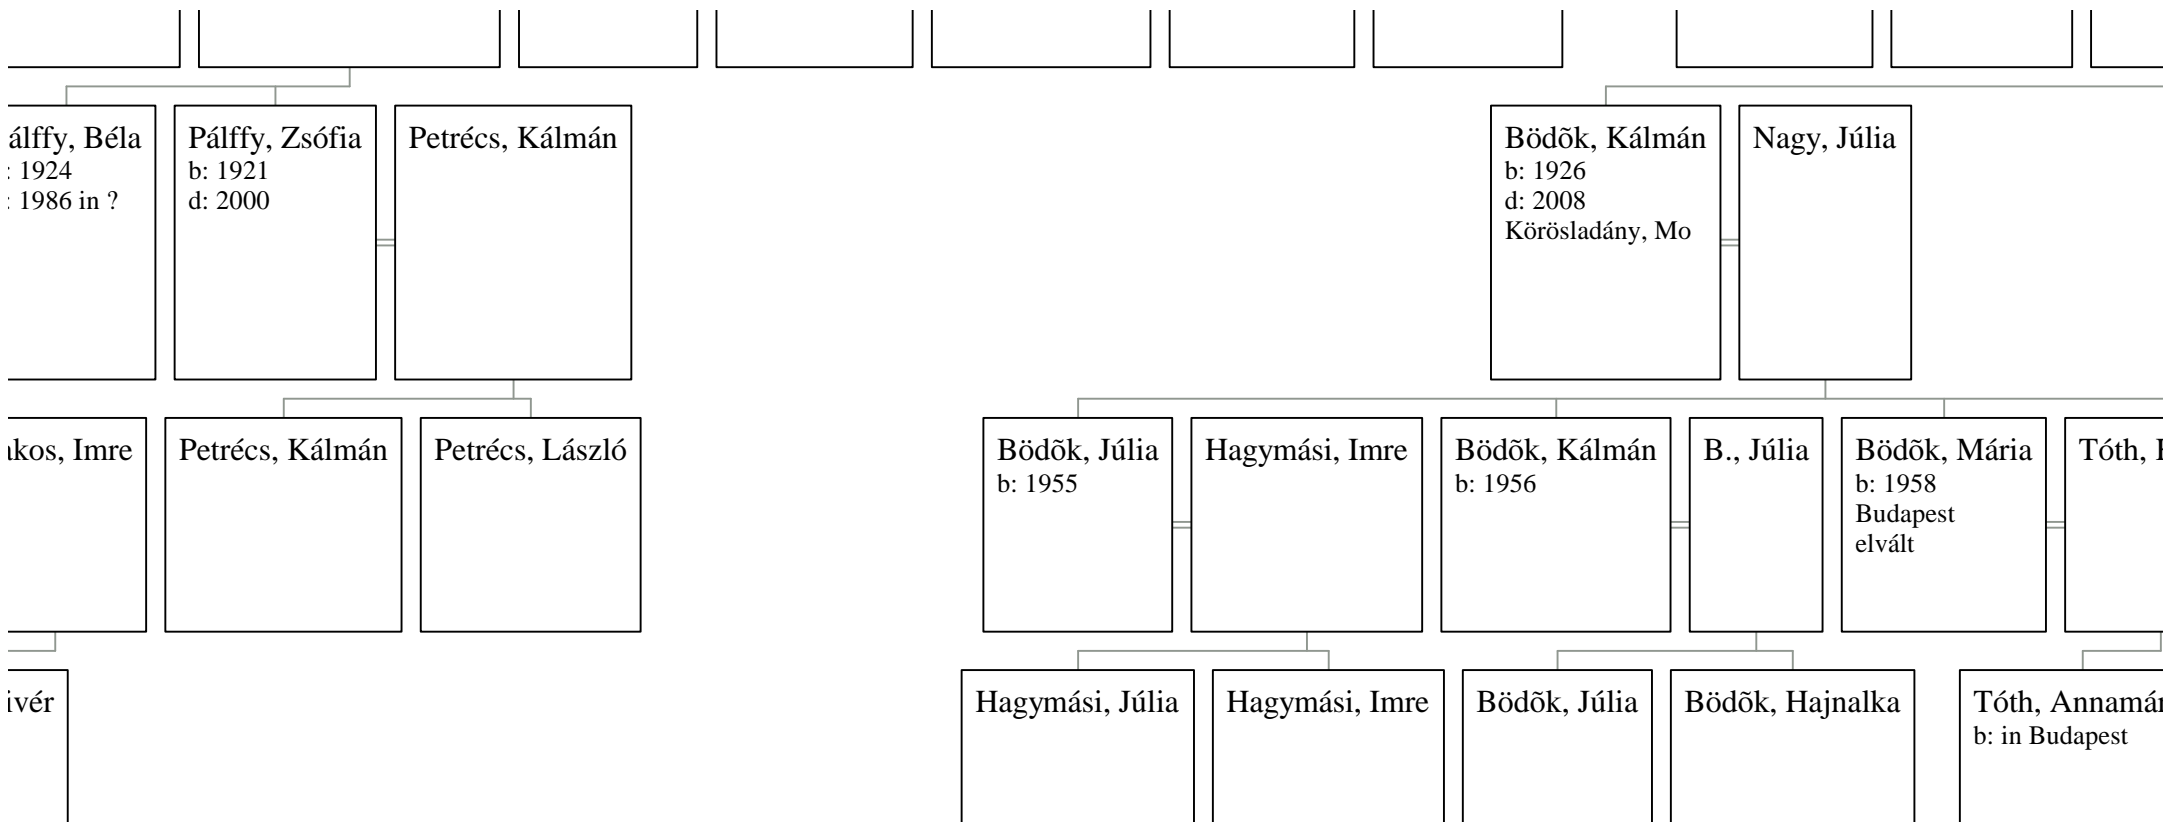 álffy, Béla
: 1924
: 1986 in ?
Pálffy, Zsófia
b: 1921
d: 2000
Petrécs, Kálmán
Bödõk, Kálmán
b: 1926
d: 2008
Körösladány, Mo
Nagy, Júlia
akos, Imre
Petrécs, Kálmán
Petrécs, László
Bödõk, Júlia
b: 1955
Hagymási, Imre
Bödõk, Kálmán
b: 1956
B., Júlia
Bödõk, Mária
b: 1958
Budapest
elvált
Tóth,
ivér
Hagymási, Júlia
Hagymási, Imre
Bödõk, Júlia
Bödõk, Hajnalka
Tóth, Annamár
b: in Budapest